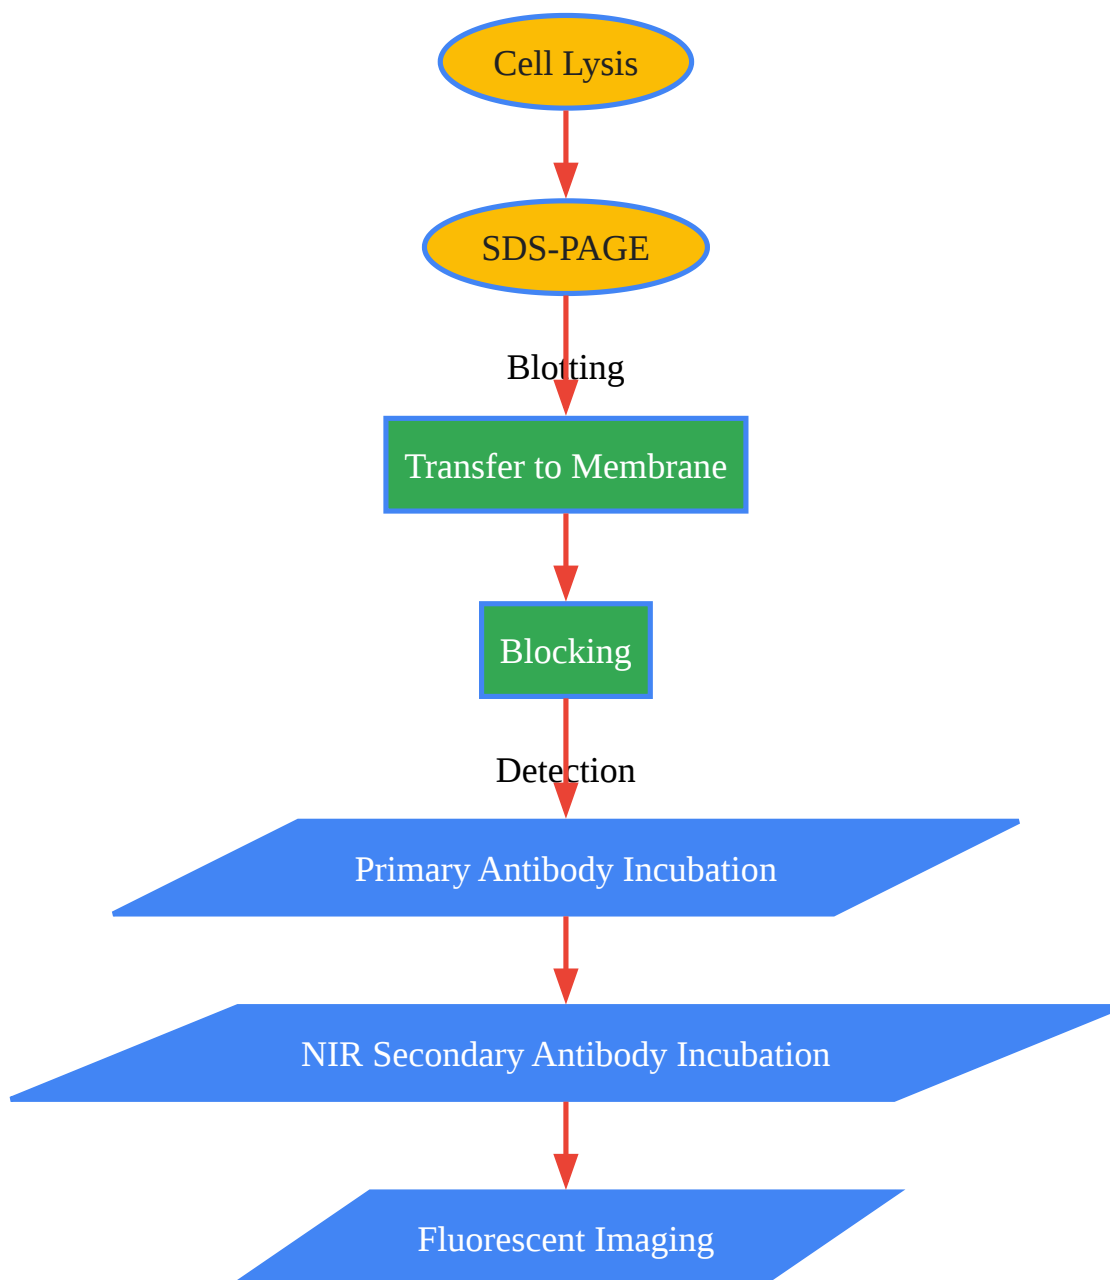 Cell Lysis
SDS-PAGE
Blotting
Transfer to Membrane
Blocking
Detection
Primary Antibody Incubation
NIR Secondary Antibody Incubation
Fluorescent Imaging